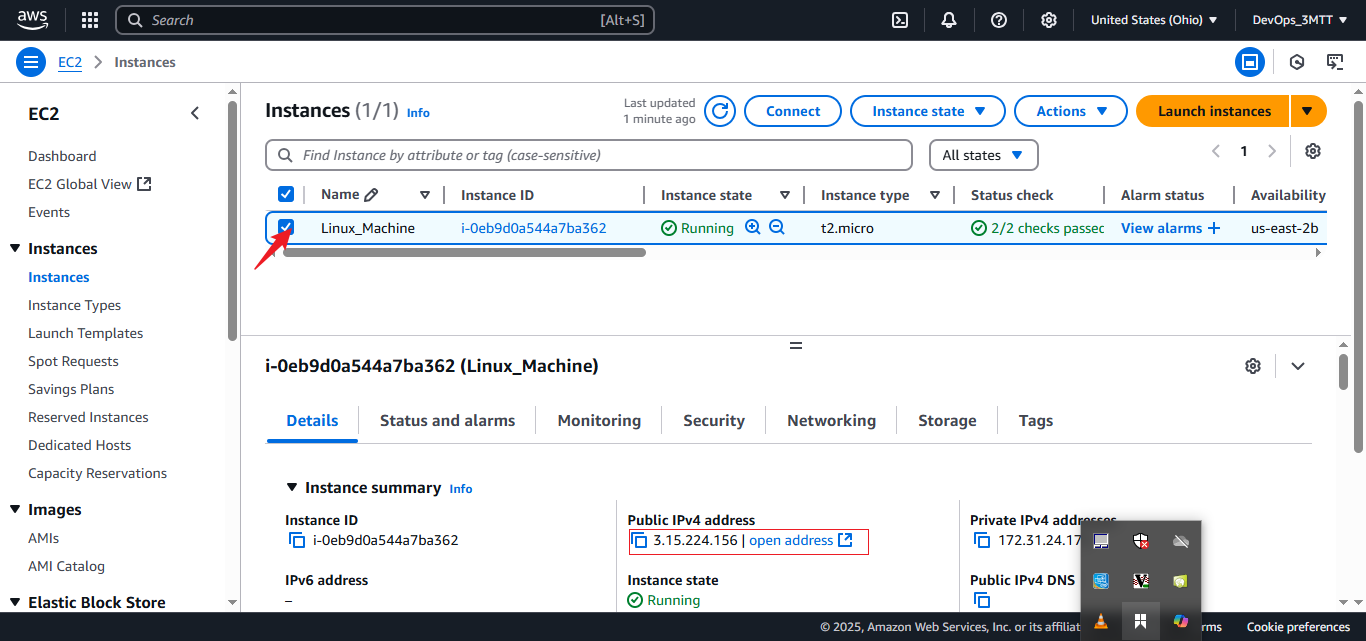 aws
Search [Alt+S]
United States (Ohio)
DevOps_3MTT
EC2
Instances
EC2
Dashboard
EC2 Global View
Events
Instances
Instances
Instance Types
Launch Templates
Spot Requests
Savings Plans
Reserved Instances
Dedicated Hosts
Capacity Reservations
Images
AMIs
AMI Catalog
Elastic Block Store
Instances (1/1) Info
Last updated
1 minute ago
Connect
Instance state
Actions
Launch instances
Find Instance by attribute or tag (case-sensitive)
All states
1
Name Instance ID Instance state Instance type Status check Alarm status Availability
Linux_Machine i-0eb9d0a544a7ba362 Running t2.micro 2/2 checks passec View alarms + us-east-2b
i-0eb9d0a544a7ba362 (Linux_Machine)
Details Status and alarms Monitoring Security Networking Storage Tags
Instance summary Info
Instance ID
i-0eb9d0a544a7ba362
IPv6 address
–
Public IPv4 address
3.15.224.156 | open address
Instance state
Running
Private IPv4 addresses
172.31.24.17
Public IPv4 DNS
© 2025, Amazon Web Services, Inc. or its affiliat
rms
Cookie preferences